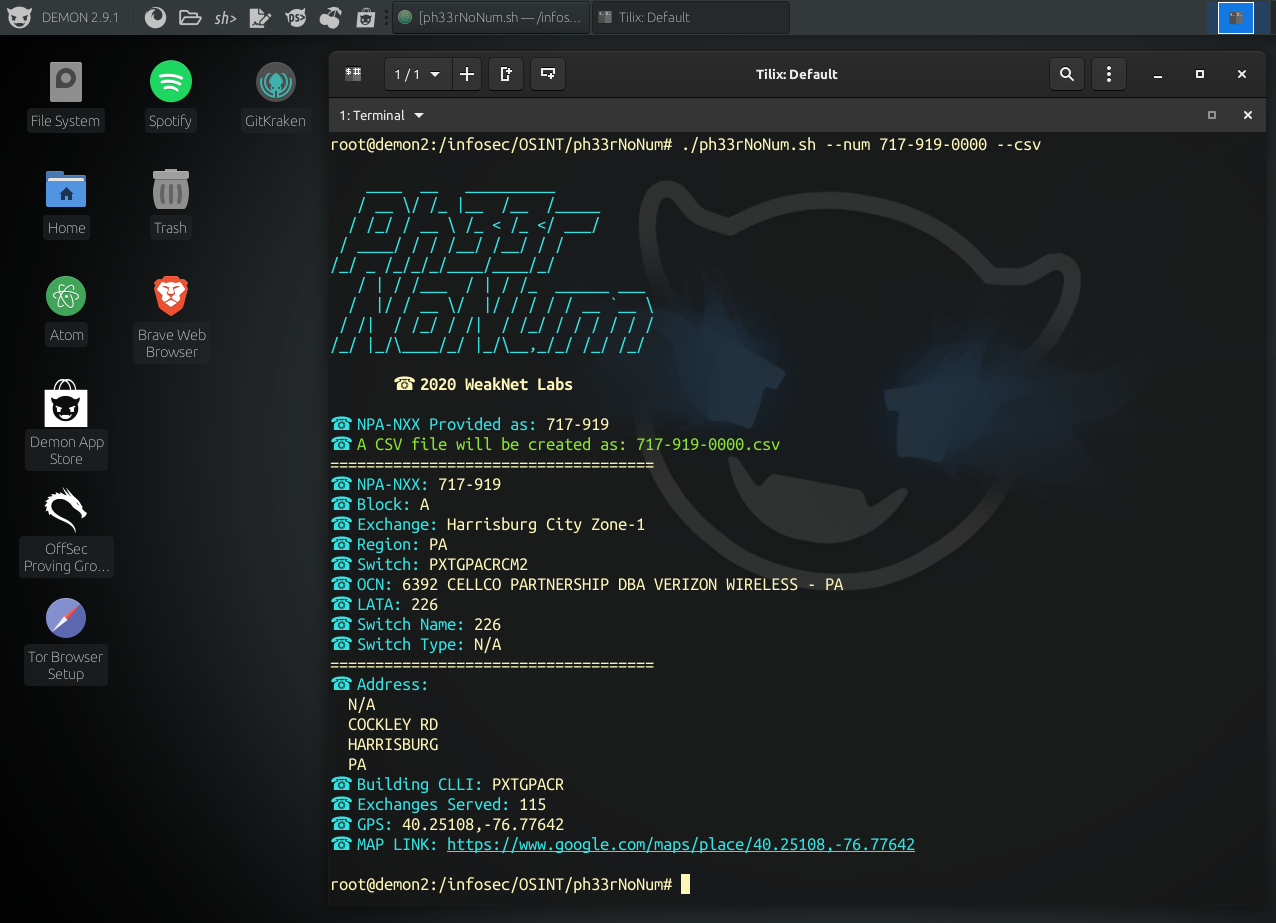 DEMON 2.9.1
sh>
DS>
[ph33rNoNum.sh — /infos...
Tilix: Default
File System
Spotify
GitKraken
Home
Trash
Atom
Brave Web
Browser
Demon App
Store
OffSec
Proving Gro...
Tor Browser
Setup
1 / 1
Tilix: Default
1: Terminal
root@demon2:/infosec/OSINT/ph33rNoNum# ./ph33rNoNum.sh --num 717-919-0000 --csv
Ph33r
NoNum
☎ 2020 WeakNet Labs
☎ NPA-NXX Provided as: 717-919
☎ A CSV file will be created as: 717-919-0000.csv
====================================
☎ NPA-NXX: 717-919
☎ Block: A
☎ Exchange: Harrisburg City Zone-1
☎ Region: PA
☎ Switch: PXTGPACRCM2
☎ OCN: 6392 CELLCO PARTNERSHIP DBA VERIZON WIRELESS - PA
☎ LATA: 226
☎ Switch Name: 226
☎ Switch Type: N/A
====================================
☎ Address:
N/A
COCKLEY RD
HARRISBURG
PA
☎ Building CLLI: PXTGPACR
☎ Exchanges Served: 115
☎ GPS: 40.25108,-76.77642
☎ MAP LINK: https://www.google.com/maps/place/40.25108,-76.77642
root@demon2:/infosec/OSINT/ph33rNoNum#